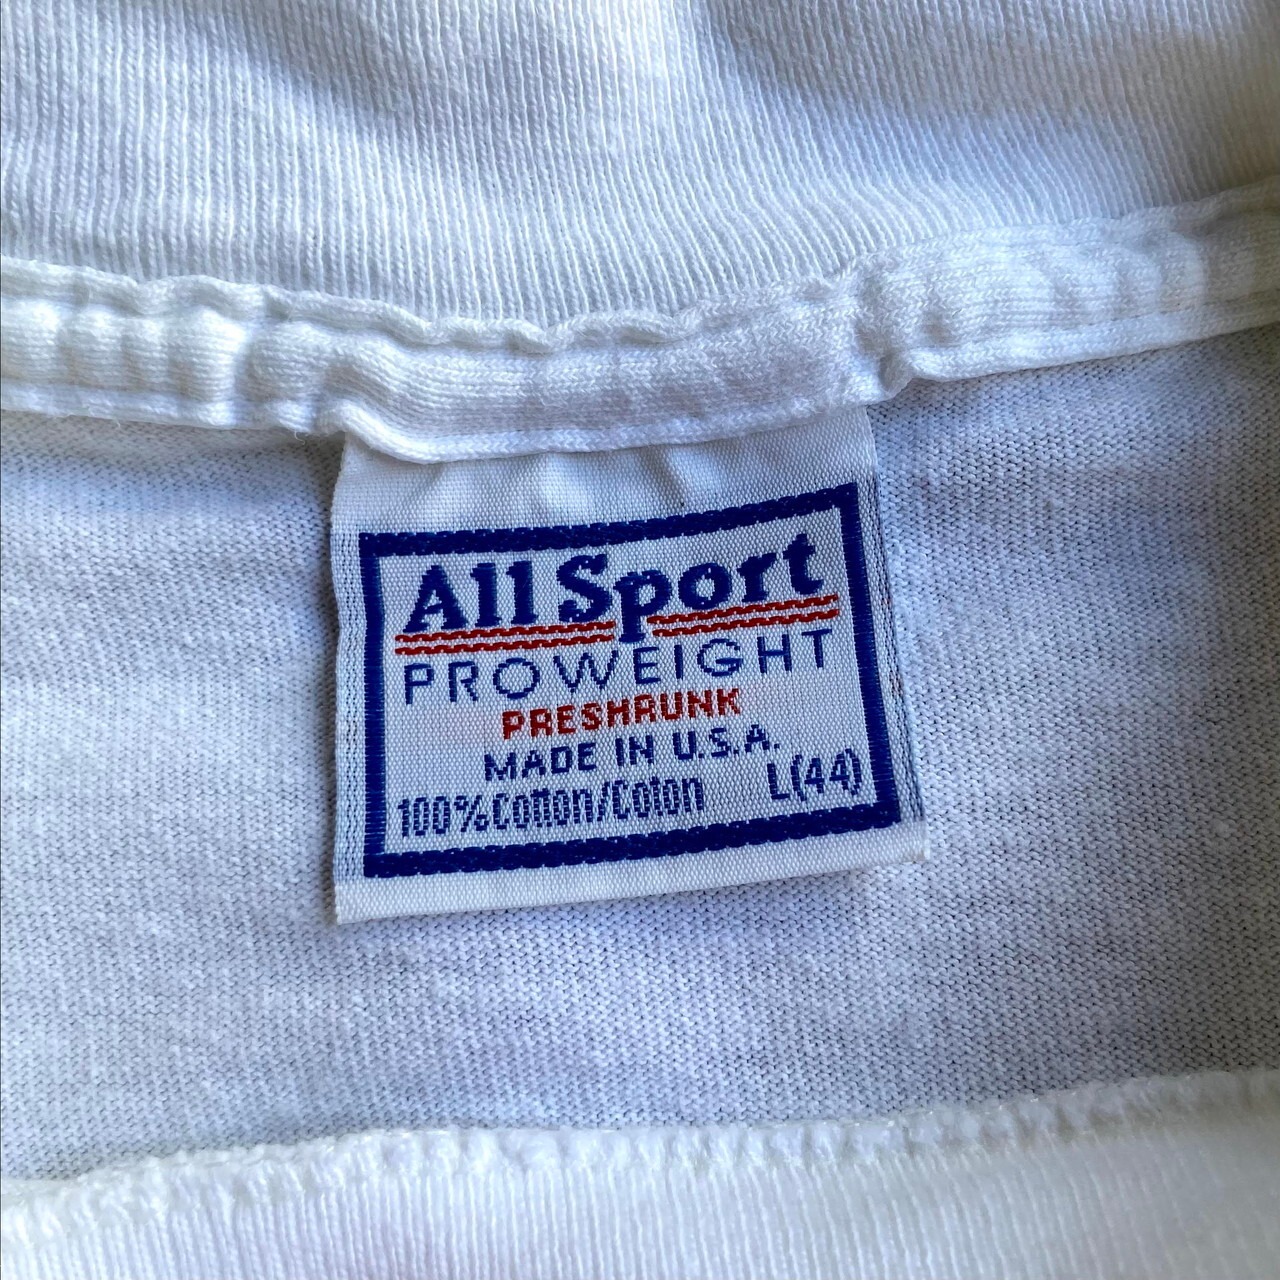 All Sport
PROWEIGHT
PRESHRUNK
MADE IN U.S.A.
100% Cotton/Coton L(44)